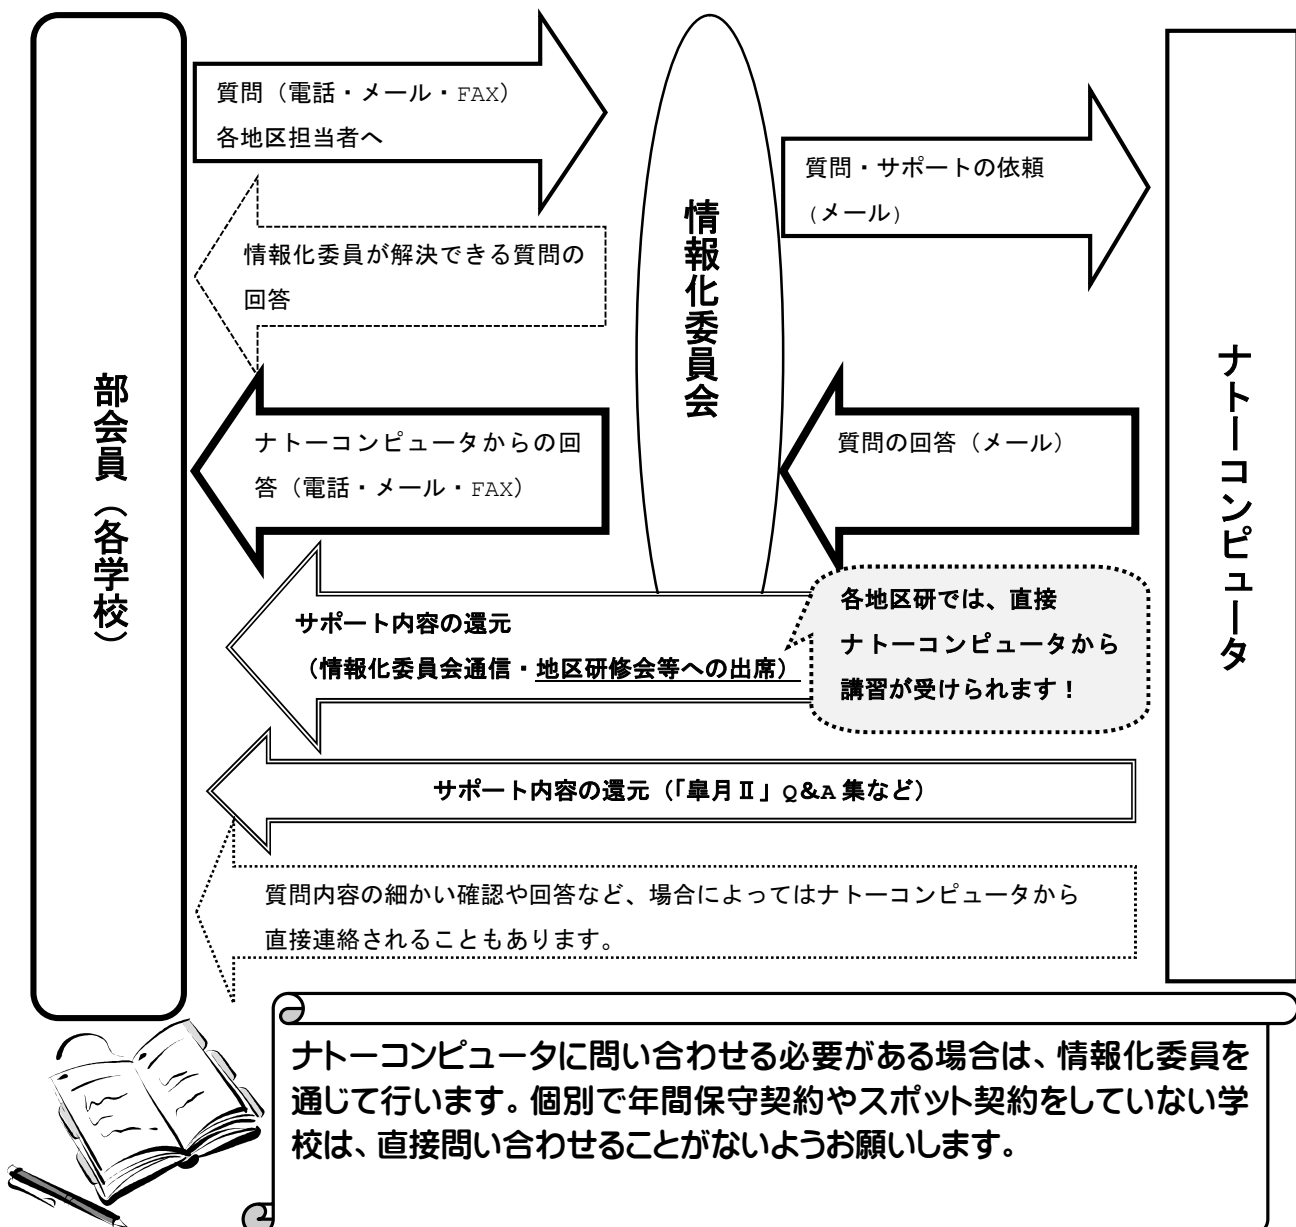 部会員（各学校）
質問（電話・メール・FAX）
各地区担当者へ
情報化委員が解決できる質問の
回答
ナトーコンピュータからの回
答（電話・メール・FAX）
情報化委員会
質問・サポートの依頼
(メール)
質問の回答（メール）
ナトーコンピュータ
サポート内容の還元
（情報化委員会通信・地区研修会等への出席）
各地区研では、直接
ナトーコンピュータから
講習が受けられます！
サポート内容の還元（「皐月Ⅱ」Q&A 集など）
質問内容の細かい確認や回答など、場合によってはナトーコンピュータから
直接連絡されることもあります。
ナトーコンピュータに問い合わせる必要がある場合は、情報化委員を
通じて行います。個別で年間保守契約やスポット契約をしていない学
校は、直接問い合わせることがないようお願いします。